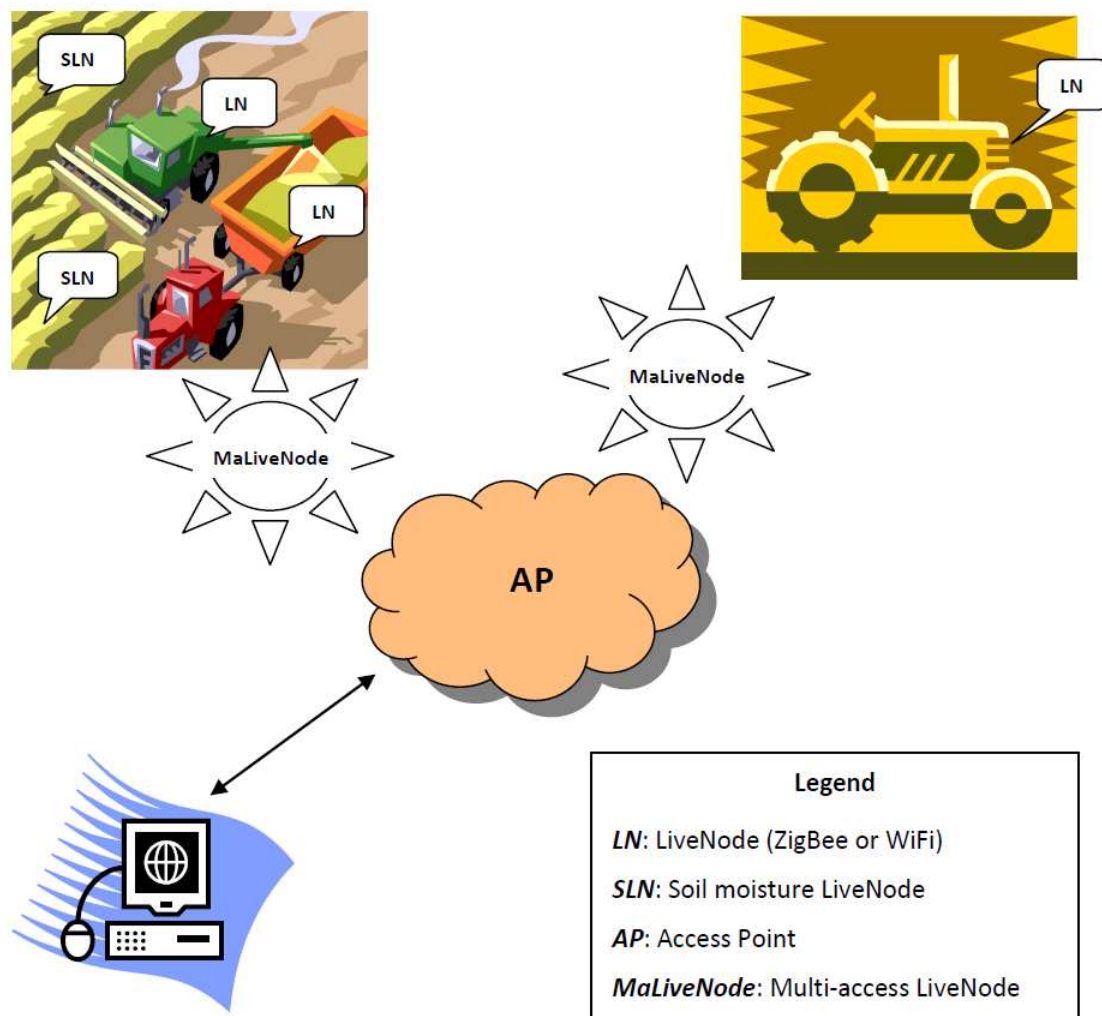 SLN
LN
LN
LN
SLN
MaLiveNode
MaLiveNode
AP
Legend
LN: LiveNode (ZigBee or WiFi)
SLN: Soil moisture LiveNode
AP: Access Point
MaLiveNode: Multi-access LiveNode